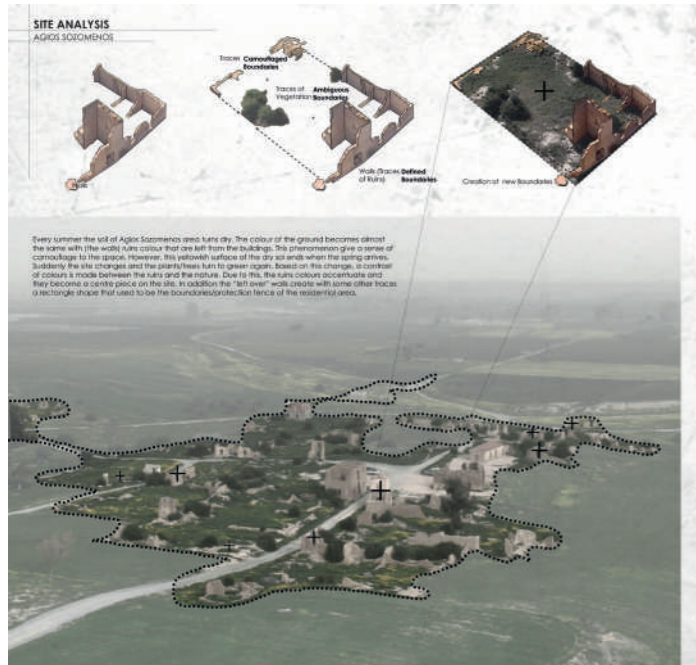 SITE ANALYSIS
AGIOS SOZOMENOS
Traces Camouflaged
Boundaries
Traces of Ambiguous
Vegetation Boundaries
Walls (Traces Defined
of Ruins) Boundaries
Creation of new Boundaries
Every summer the soil of Agios Sozomenos area turns dry. The colour of the ground becomes almost
the same with (the walls) ruins colour that are left from the buildings. This phenomenon give a sense of
camouflage to the space. However, this yellowish surface of the dry soil ends when the spring arrives.
Suddenly the site changes and the plants/trees turn to green again. Based on this change, a contrast
of colours is made between the ruins and the nature. Due to this, the ruins colours accentuate and
they become a centre piece on the site. In addition the "left over" walls create with some other traces
a rectangle shape that used to be the boundaries/protection fence of the residential area.